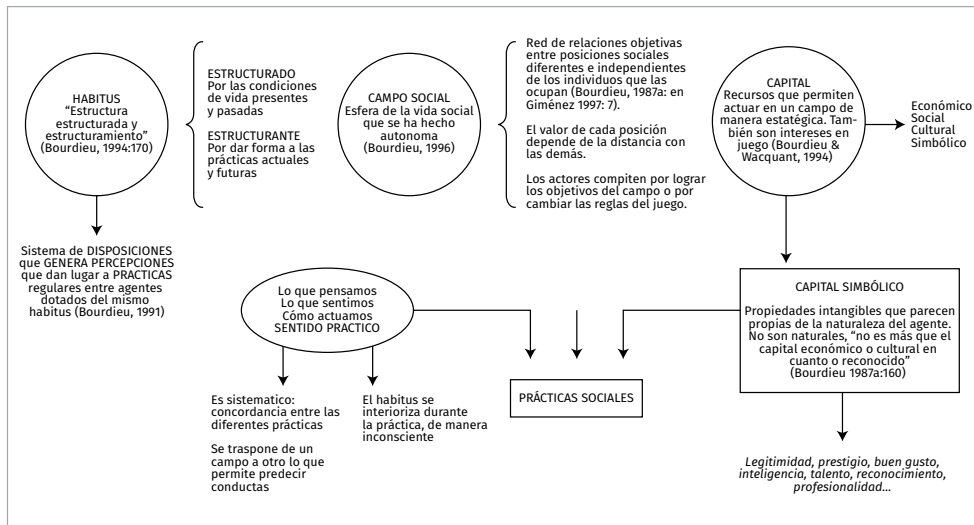 HABITUS
“Estructura
estructurada y
estructuramiento”
(Bourdieu, 1994:170)
ESTRUCTURADO
Por las condiciones
de vida presentes
y pasadas
ESTRUCTURANTE
Por dar forma a las
prácticas actuales
y futuras
CAMPO SOCIAL
Esfera de la vida social
que se ha hecho
autonoma
(Bourdieu, 1996)
Red de relaciones objetivas
entre posiciones sociales
diferentes e independientes
de los individuos que las
ocupan (Bourdieu, 1987a: en
Giménez 1997: 7).
El valor de cada posición
depende de la distancia con
las demás.
Los actores compiten por lograr
los objetivos del campo o por
cambiar las reglas del juego.
CAPITAL
Recursos que permiten
actuar en un campo de
manera estatégica. Tam-
bién son intereses en
juego (Bourdieu &
Wacquant, 1994)
Económico
Social
Cultural
Simbólico
Sistema de DISPOSICIONES
que GENERA PERCEPCIONES
que dan lugar a PRACTICAS
regulares entre agentes
dotados del mismo
habitus (Bourdieu, 1991)
Lo que pensamos
Lo que sentimos
Cómo actuamos
SENTIDO PRACTICO
CAPITAL SIMBÓLICO
Propiedades intangibles que parecen
propias de la naturaleza del agente.
No son naturales, “no es más que el
capital económico o cultural en
cuanto o reconocido”
(Bourdieu 1987a:160)
Es sistematico:
concordancia entre las
diferentes prácticas
Se traspone de un
campo a otro lo que
permite predecir
conductas
El habitus se
interioriza durante
la práctica, de manera
inconsciente
PRÁCTICAS SOCIALES
Legitimidad, prestigio, buen gusto,
inteligencia, talento, reconocimiento,
profesionalidad...